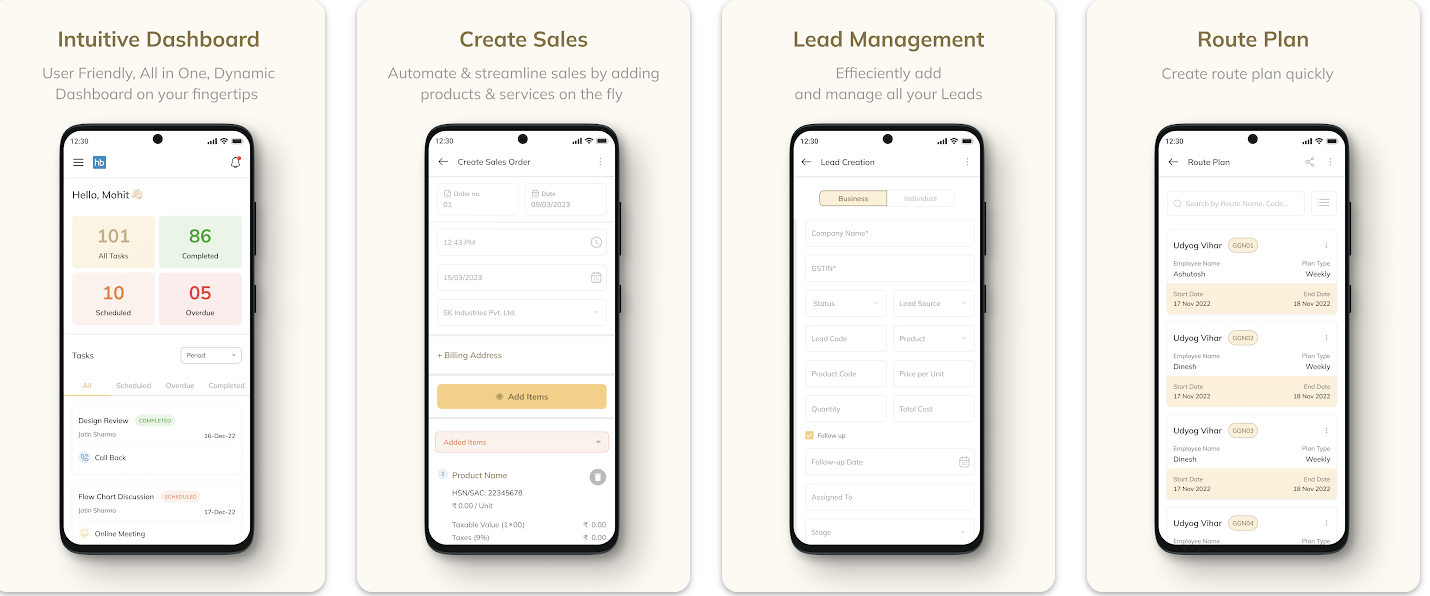 Intuitive Dashboard
User Friendly, All in One, Dynamic
Dashboard on your fingertips
12:30
hb
Hello, Mohit 👋🏻
101
All Tasks
86
Completed
10
Scheduled
05
Overdue
Tasks
Period
All Scheduled Overdue Completed
Design Review COMPLETED
Jatin Sharma 16-Dec-22
Call Back
Flow Chart Discussion SCHEDULED
Jatin Sharma 17-Dec-22
Online Meeting
Create Sales
Automate & streamline sales by adding
products & services on the fly
12:30
Create Sales Order
Order no.
01
Date
09/03/2023
12:43 PM
15/03/2023
SK Industries Pvt. Ltd.
+ Billing Address
Add Items
Added Items
1 Product Name
HSN/SAC: 22345678
₹ 0.00 / Unit
Taxable Value (1×00) ₹ 0.00
Taxes (9%) ₹ 0.00
Lead Management
Effieciently add
and manage all your Leads
12:30
Lead Creation
Business Individual
Company Name*
GSTIN*
Status Lead Source
Lead Code Product
Product Code Price per Unit
Quantity Total Cost
Follow up
Follow-up Date
Assigned To
Stage
Route Plan
Create route plan quickly
12:30
Route Plan
Search by Route Name, Code...
Udyog Vihar GGN01
Employee Name Plan Type
Ashutosh Weekly
Start Date End Date
17 Nov 2022 18 Nov 2022
Udyog Vihar GGN02
Employee Name Plan Type
Dinesh Weekly
Start Date End Date
17 Nov 2022 18 Nov 2022
Udyog Vihar GGN03
Employee Name Plan Type
Dinesh Weekly
Start Date End Date
17 Nov 2022 18 Nov 2022
Udyog Vihar GGN04
Employee Name Plan Type